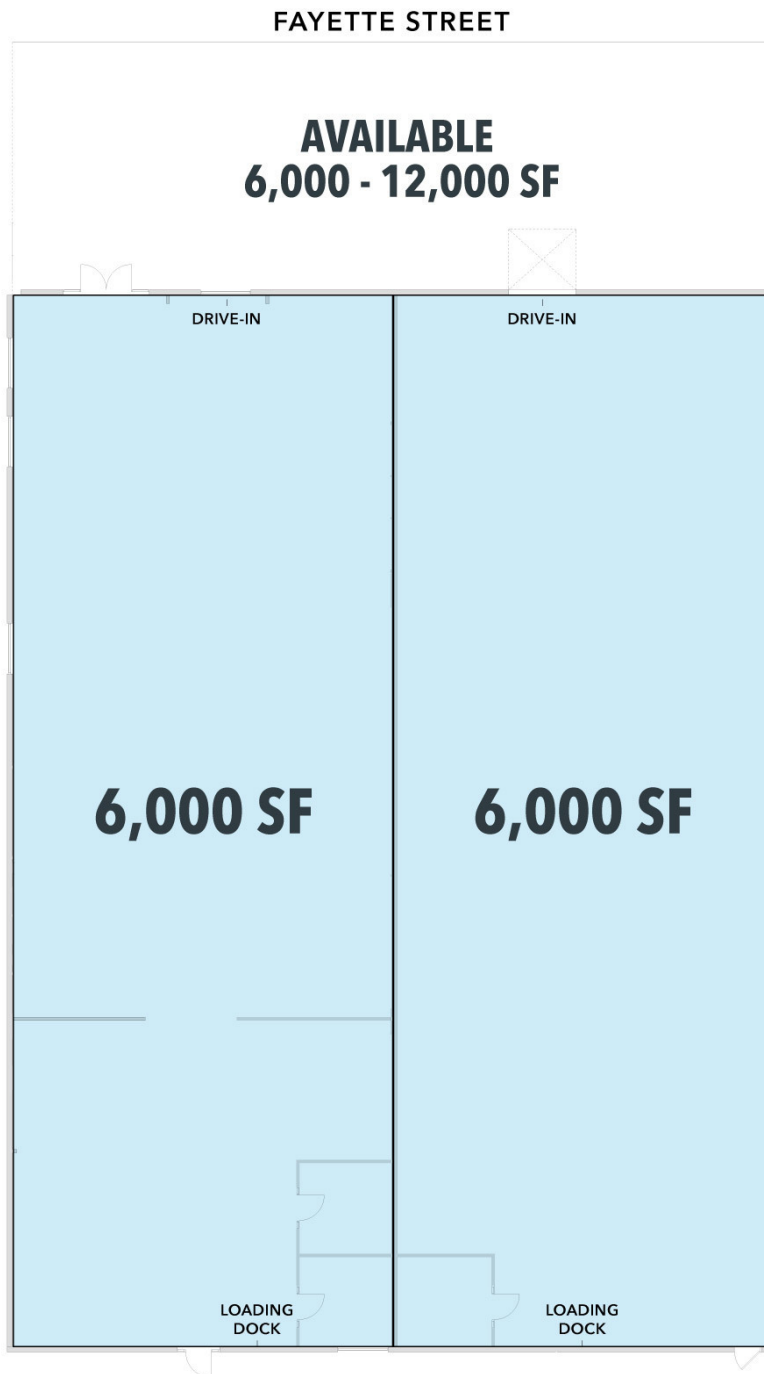 FAYETTE STREET
AVAILABLE
6,000 - 12,000 SF
DRIVE-IN
DRIVE-IN
6,000 SF
6,000 SF
LOADING
DOCK
LOADING
DOCK